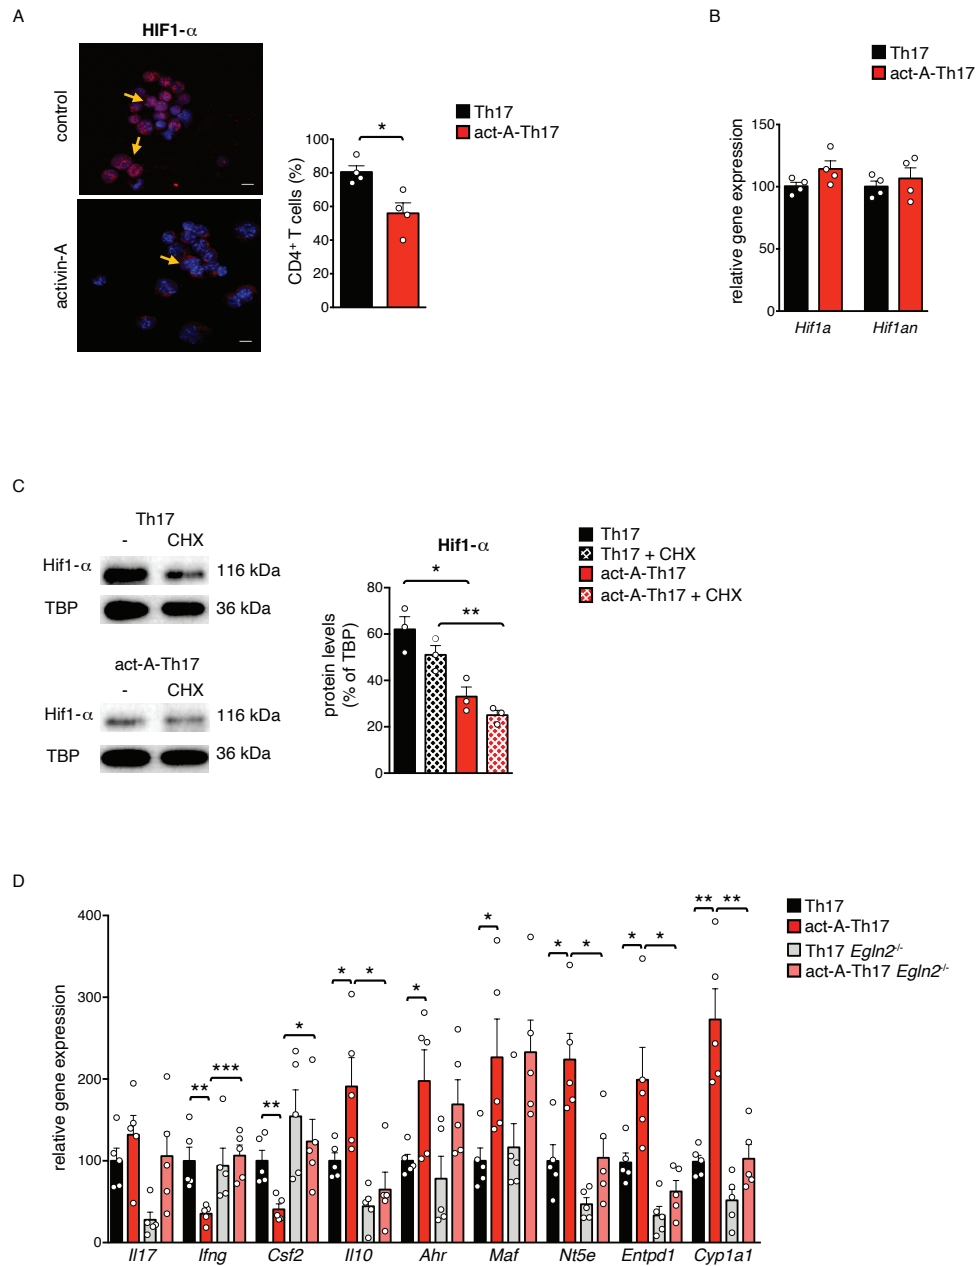 A
HIF1-α
control
activin-A
Th17
act-A-Th17
*
CD4⁺ T cells (%)
100
80
60
40
20
0
B
Th17
act-A-Th17
relative gene expression
150
100
50
0
Hif1a
Hif1an
C
Th17
- CHX
Hif1-α 116 kDa
TBP 36 kDa
act-A-Th17
- CHX
Hif1-α 116 kDa
TBP 36 kDa
Hif1-α
Th17
Th17 + CHX
act-A-Th17
act-A-Th17 + CHX
*
**
protein levels
(% of TBP)
80
60
40
20
0
D
Th17
act-A-Th17
Th17 Egln2-/-
act-A-Th17 Egln2-/-
relative gene expression
400
300
200
100
0
** *** ** * * * * * * * * * ** **
Il17 Ifng Csf2 Il10 Ahr Maf Nt5e Entpd1 Cyp1a1